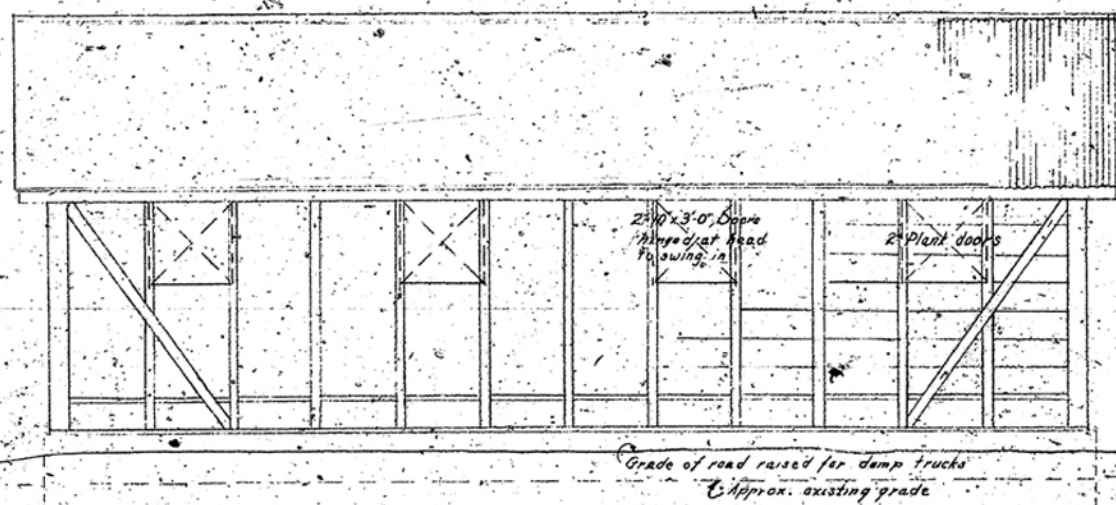 2'-10" x 3'-0" Doors
hinged at head
to swing in
2" Plank doors
Grade of road raised for dump trucks
Approx. existing grade